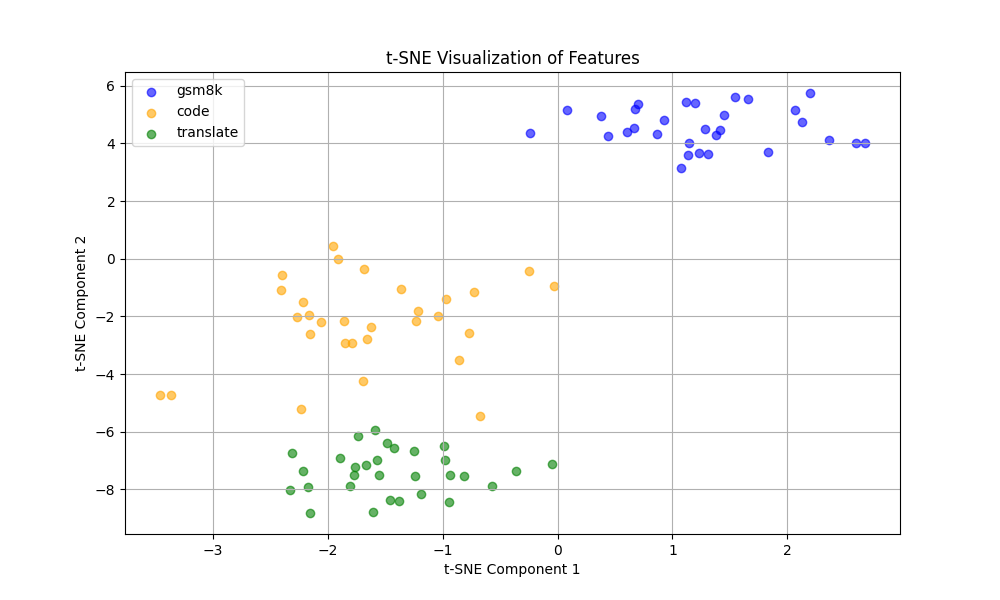 t-SNE Visualization of Features
gsm8k
code
translate
t-SNE Component 2
6
4
2
0
−2
−4
−6
−8
−3
−2
−1
0
1
2
t-SNE Component 1